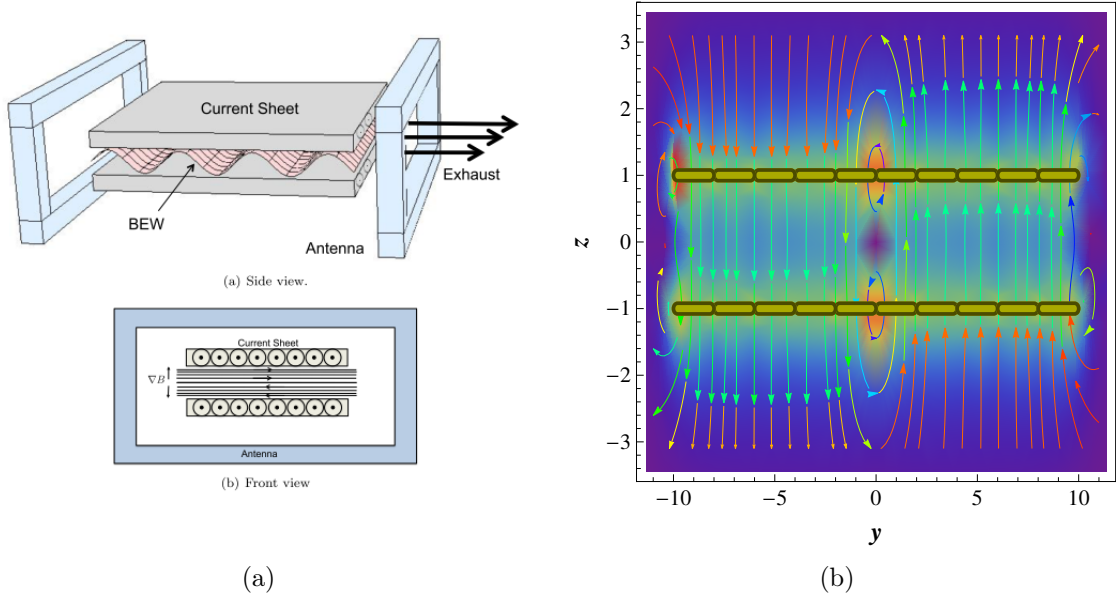 Current Sheet
BEW
Exhaust
Antenna
(a) Side view.
Current Sheet
∇B
Antenna
(b) Front view
(a)
3
2
1
0
−1
−2
−3
z
−10
−5
0
5
10
y
(b)